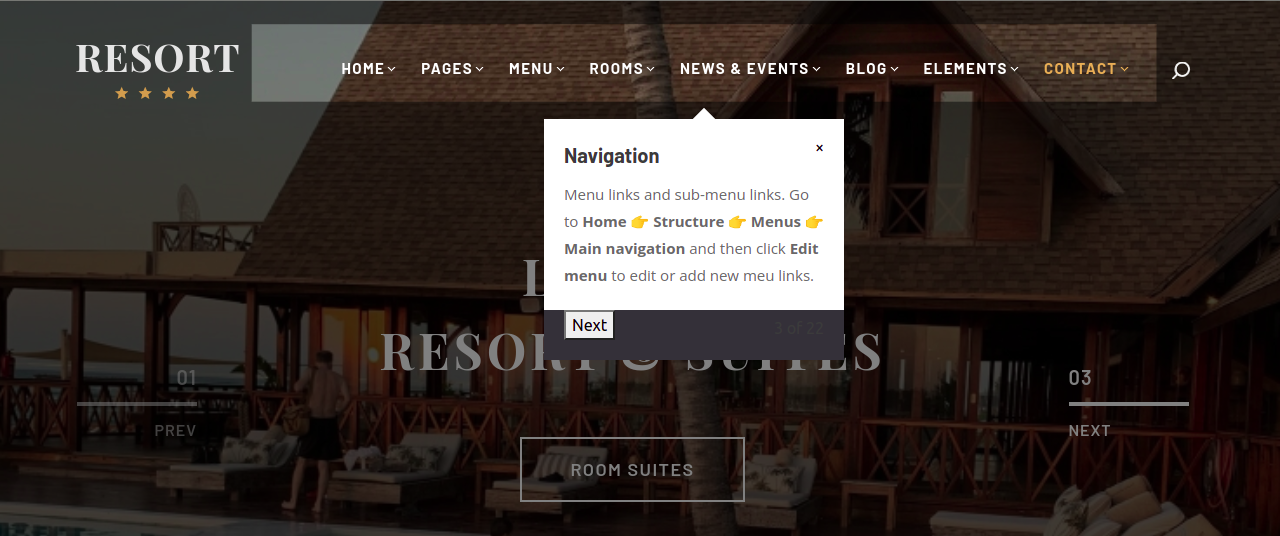 RESORT
HOME PAGES MENU ROOMS NEWS & EVENTS BLOG ELEMENTS CONTACT
Navigation ×
Menu links and sub-menu links. Go
to Home 👉 Structure 👉 Menus 👉
Main navigation and then click Edit
menu to edit or add new meu links.
Next 3 of 22
L
RESORT & SUITES
01 03
PREV NEXT
ROOM SUITES